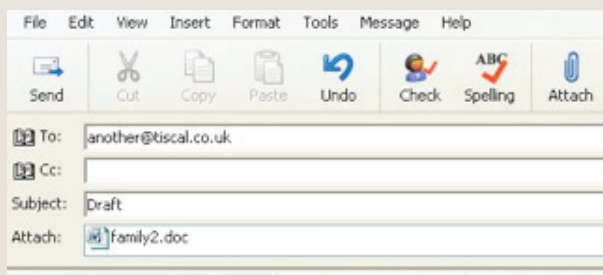 File Edit View Insert Format Tools Message Help
Send Cut Copy Paste Undo Check ABC Spelling Attach
To: another@tiscal.co.uk
Cc:
Subject: Draft
Attach: family2.doc